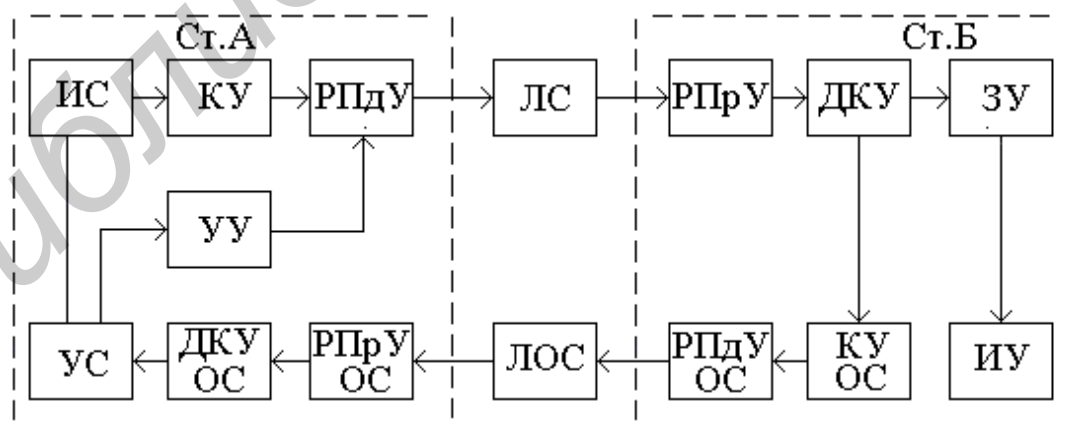 Ст.А
Ст.Б
ИС
КУ
РПдУ
ЛС
РПрУ
ДКУ
ЗУ
УУ
УС
ДКУ
ОС
РПрУ
ОС
ЛОС
РПдУ
ОС
КУ
ОС
ИУ